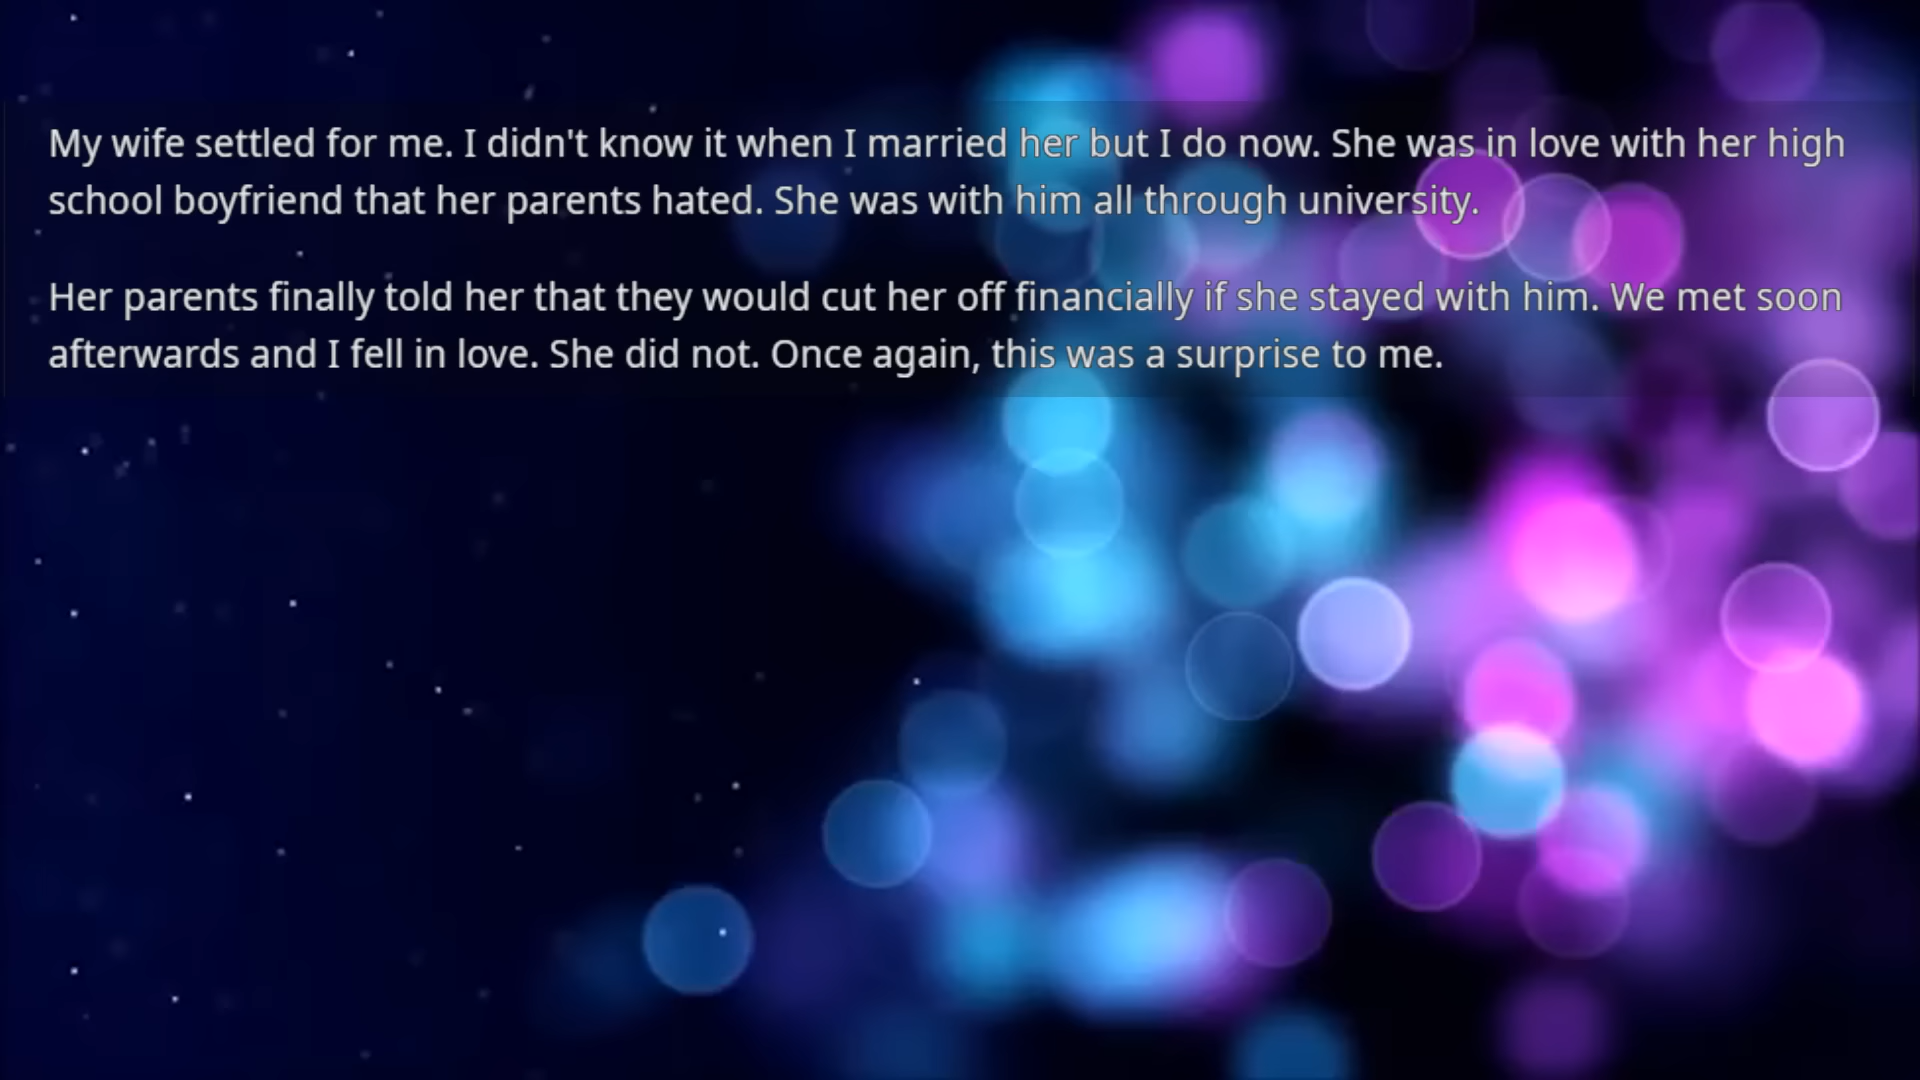 My wife settled for me. I didn't know it when I married her but I do now. She was in love with her high
school boyfriend that her parents hated. She was with him all through university.
Her parents finally told her that they would cut her off financially if she stayed with him. We met soon
afterwards and I fell in love. She did not. Once again, this was a surprise to me.